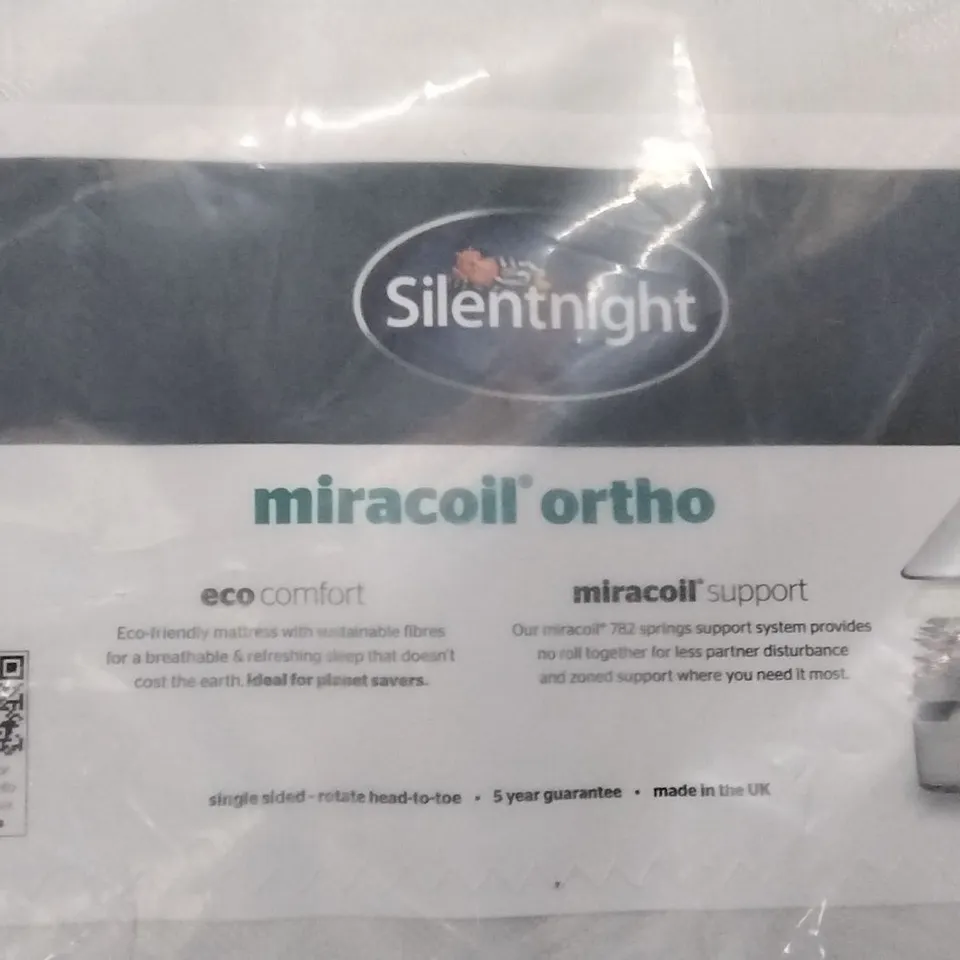 Silentnight
miracoil® ortho
eco comfort
Eco-friendly mattress with sustainable fibres
for a breathable & refreshing sleep that doesn't
cost the earth. Ideal for planet savers.
miracoil® support
Our miracoil® 782 springs support system provides
no roll together for less partner disturbance
and zoned support where you need it most.
single sided - rotate head-to-toe • 5 year guarantee • made in the UK